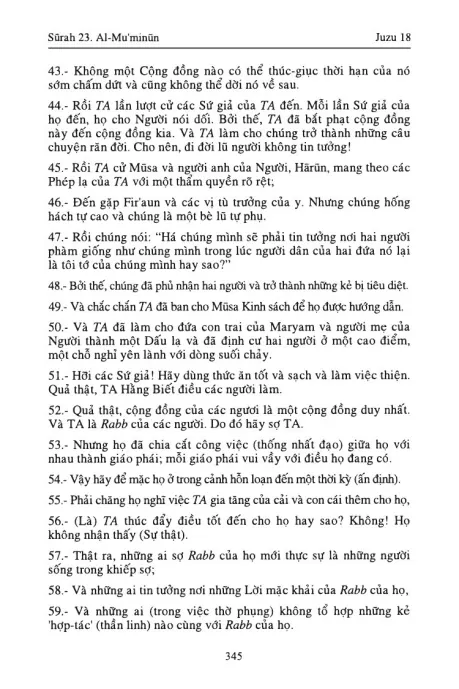 Sūrah 23. Al-Mu'minūn Juzu 18
43.- Không một Cộng đồng nào có thể thúc-giục thời hạn của nó
sớm chấm dứt và cũng không thể dời nó về sau.
44.- Rồi TA lần lượt cử các Sứ giả của TA đến. Mỗi lần Sứ giả của
họ đến, họ cho Người nói dối. Bởi thế, TA đã bắt phạt cộng đồng
này đến cộng đồng kia. Và TA làm cho chúng trở thành những câu
chuyện răn đời. Cho nên, đi đời lũ người không tin tưởng!
45.- Rồi TA cử Mūsa và người anh của Người, Hārūn, mang theo các
Phép lạ của TA với một thẩm quyền rõ rệt;
46.- Đến gặp Fir'aun và các vị tù trưởng của y. Nhưng chúng hống
hách tự cao và chúng là một bè lũ tự phụ.
47.- Rồi chúng nói: “Há chúng mình sẽ phải tin tưởng nơi hai người
phàm giống như chúng mình trong lúc người dân của hai đứa nó lại
là tôi tớ của chúng mình hay sao?”
48.- Bởi thế, chúng đã phủ nhận hai người và trở thành những kẻ bị tiêu diệt.
49.- Và chắc chắn TA đã ban cho Mūsa Kinh sách để họ được hướng dẫn.
50.- Và TA đã làm cho đứa con trai của Maryam và người mẹ của
Người thành một Dấu lạ và đã định cư hai người ở một cao điểm,
một chỗ nghỉ yên lành với dòng suối chảy.
51.- Hỡi các Sứ giả! Hãy dùng thức ăn tốt và sạch và làm việc thiện.
Quả thật, TA Hằng Biết điều các người làm.
52.- Quả thật, cộng đồng của các ngươi là một cộng đồng duy nhất.
Và TA là Rabb của các người. Do đó hãy sợ TA.
53.- Nhưng họ đã chia cắt công việc (thống nhất đạo) giữa họ với
nhau thành giáo phái; mỗi giáo phái vui vầy với điều họ đang có.
54.- Vậy hãy để mặc họ ở trong cảnh hỗn loạn đến một thời kỳ (ấn định).
55.- Phải chăng họ nghĩ việc TA gia tăng của cải và con cái thêm cho họ,
56.- (Là) TA thúc đẩy điều tốt đến cho họ hay sao? Không! Họ
không nhận thấy (Sự thật).
57.- Thật ra, những ai sợ Rabb của họ mới thực sự là những người
sống trong khiếp sợ;
58.- Và những ai tin tưởng nơi những Lời mặc khải của Rabb của họ,
59.- Và những ai (trong việc thờ phụng) không tổ hợp những kẻ
'hợp-tác' (thần linh) nào cùng với Rabb của họ.
345